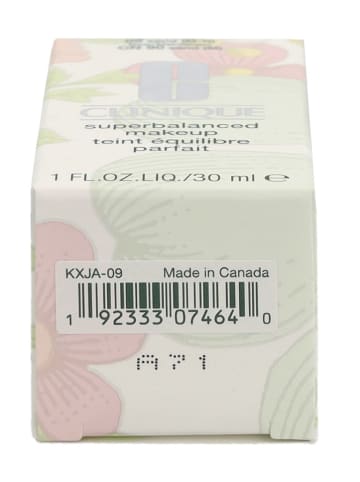 CLINIQUE
superbalanced
makeup
teint équilibre
parfait
1 FL.OZ.LIQ./30 ml e
KXJA-09 Made in Canada
1 92333 07464 0
A71